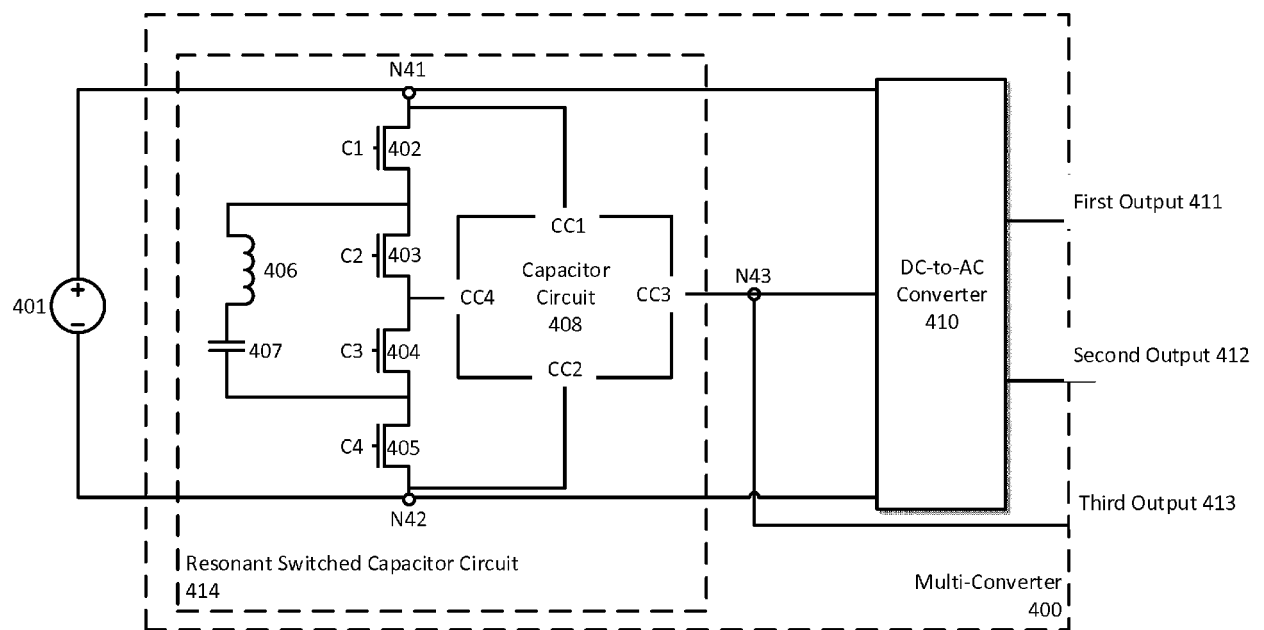 N41
C1
402
C2
403
406
CC1
Capacitor
Circuit
408
CC4
CC3
N43
401
+
−
C3
404
407
CC2
C4
405
N42
DC-to-AC
Converter
410
First Output 411
Second Output 412
Third Output 413
Resonant Switched Capacitor Circuit
414
Multi-Converter
400